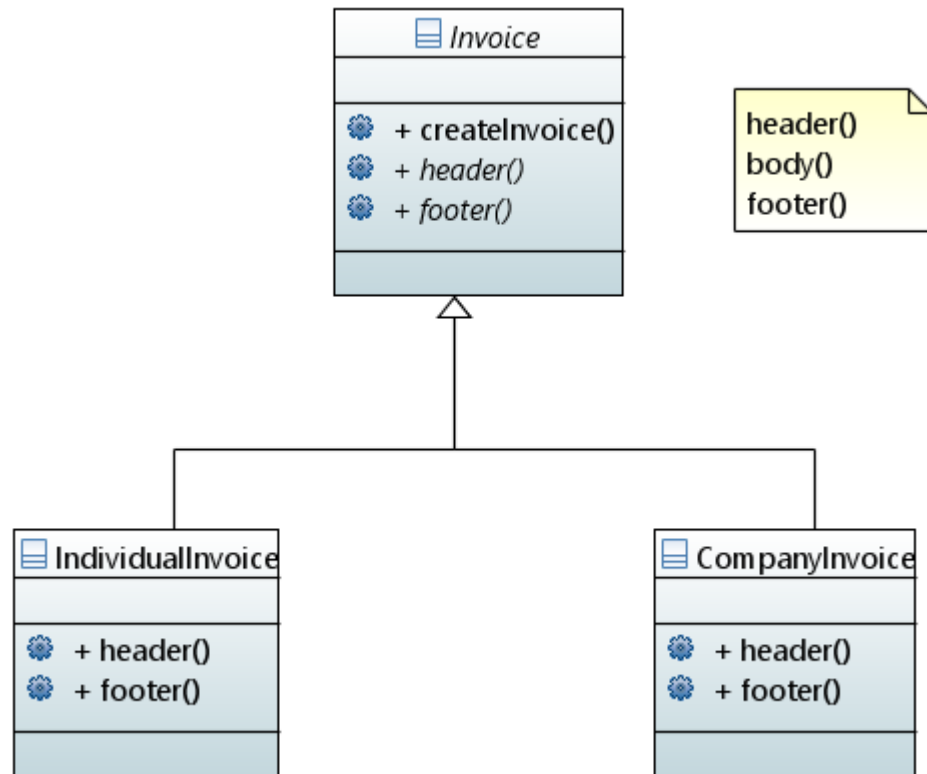 Invoice
+ createInvoice()
+ header()
+ footer()
header()
body()
footer()
IndividualInvoice
+ header()
+ footer()
CompanyInvoice
+ header()
+ footer()